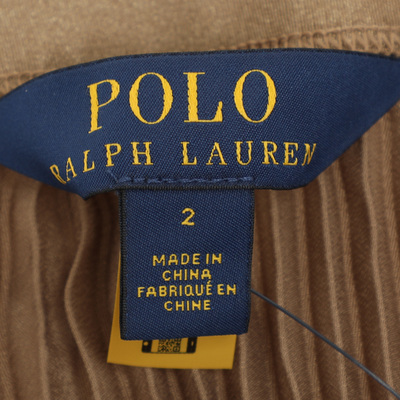 POLO
RALPH LAUREN
2
MADE IN
CHINA
FABRIQUÉ EN
CHINE